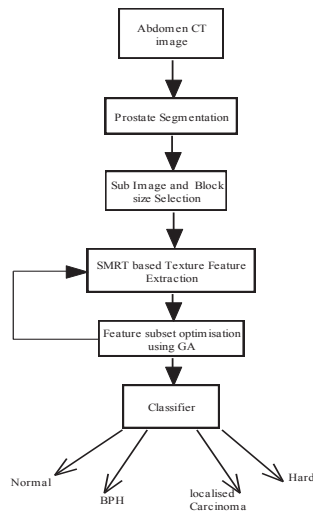 Abdomen CT
image
Prostate Segmentation
Sub Image and Block
size Selection
SMRT based Texture Feature
Extraction
Feature subset optimisation
using GA
Classifier
Normal
BPH
localised
Carcinoma
Hard